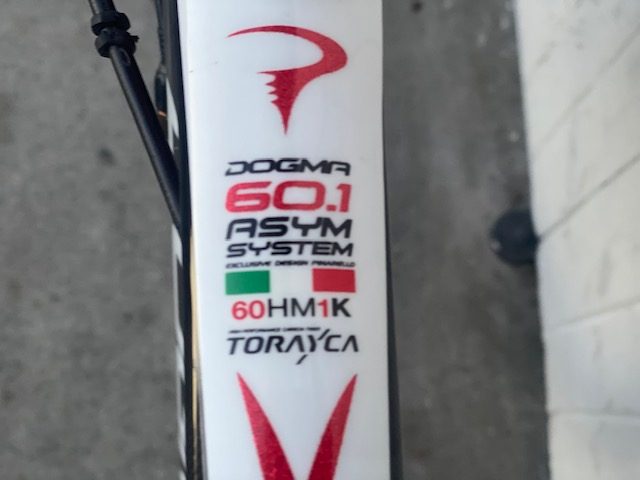 DOGMA
60.1
ASYM
SYSTEM
EXCLUSIVE DESIGN PINARELLO
60HM1K
TORAYCA